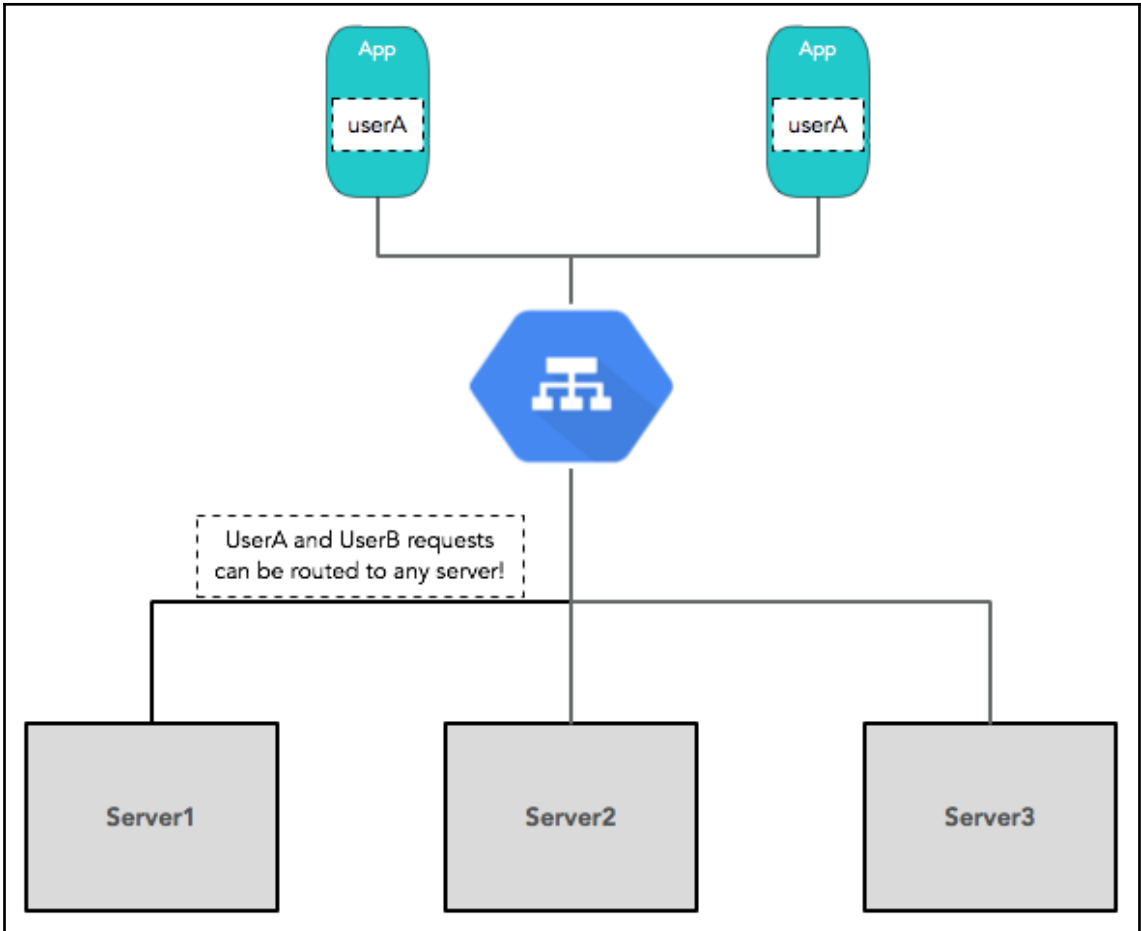 App
App
userA
userA
UserA and UserB requests
can be routed to any server!
Server1
Server2
Server3